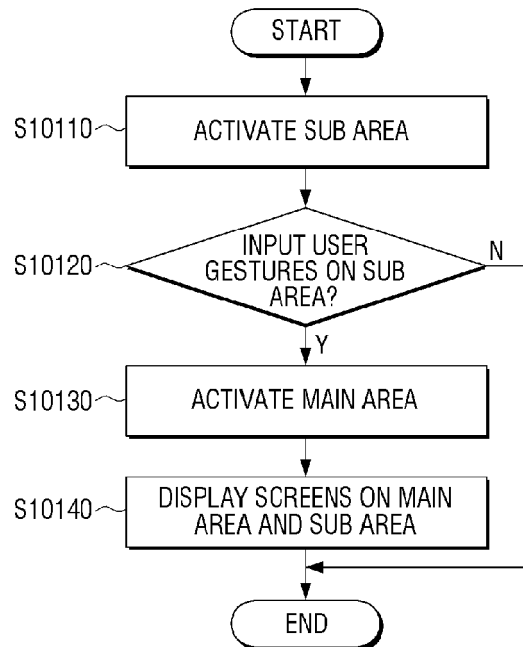 START
S10110
ACTIVATE SUB AREA
S10120
INPUT USER
GESTURES ON SUB
AREA?
N
Y
S10130
ACTIVATE MAIN AREA
S10140
DISPLAY SCREENS ON MAIN
AREA AND SUB AREA
END